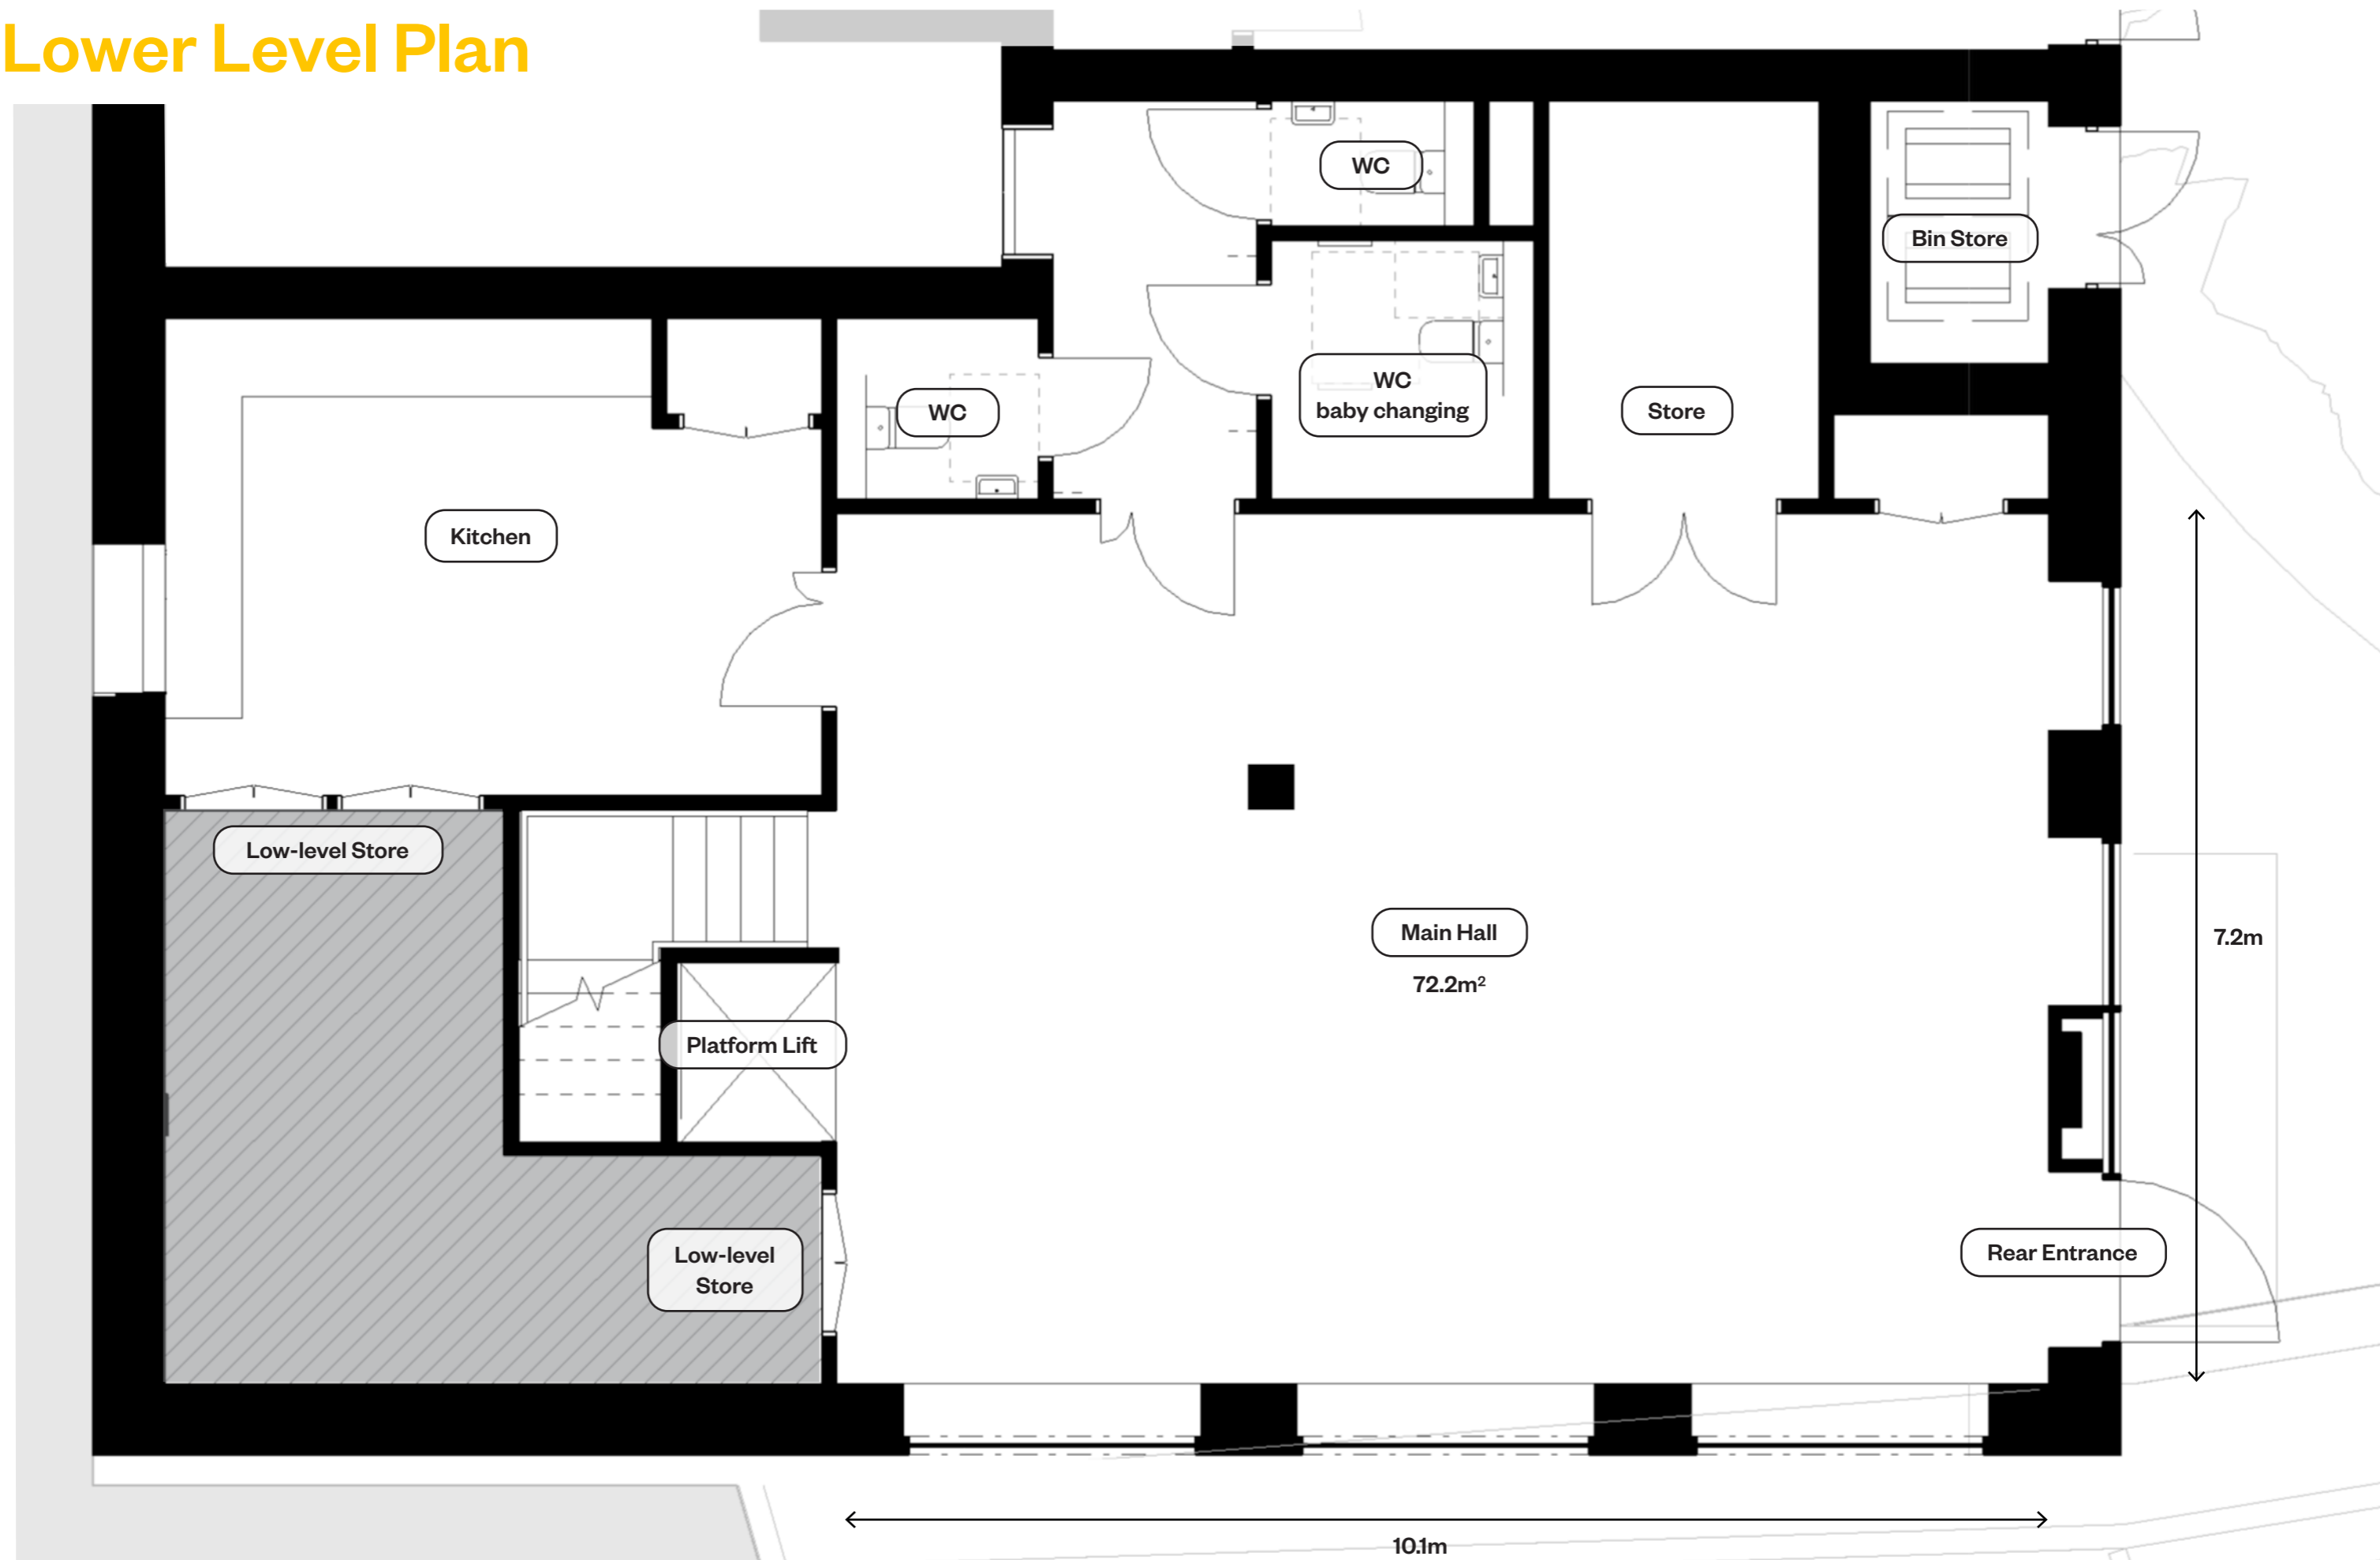 Lower Level Plan
WC
Bin Store
WC
baby changing
WC
Store
Kitchen
Low-level Store
Main Hall
72.2m²
7.2m
Platform Lift
Low-level
Store
Rear Entrance
10.1m